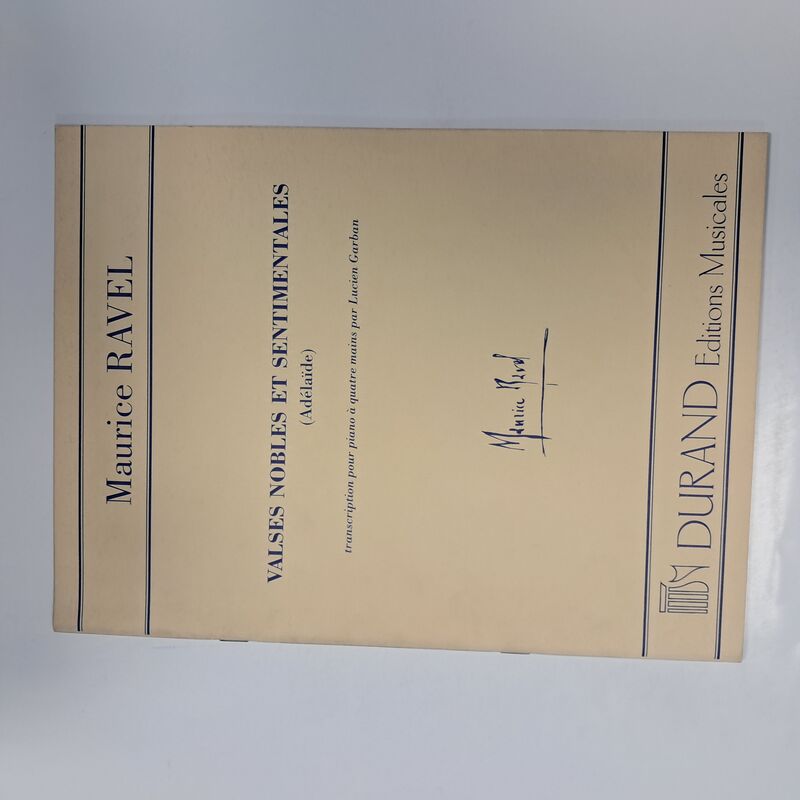 Maurice RAVEL
VALSES NOBLES ET SENTIMENTALES
(Adélaïde)
transcription pour piano à quatre mains par Lucien Garban
Maurice Ravel
DURAND Editions Musicales